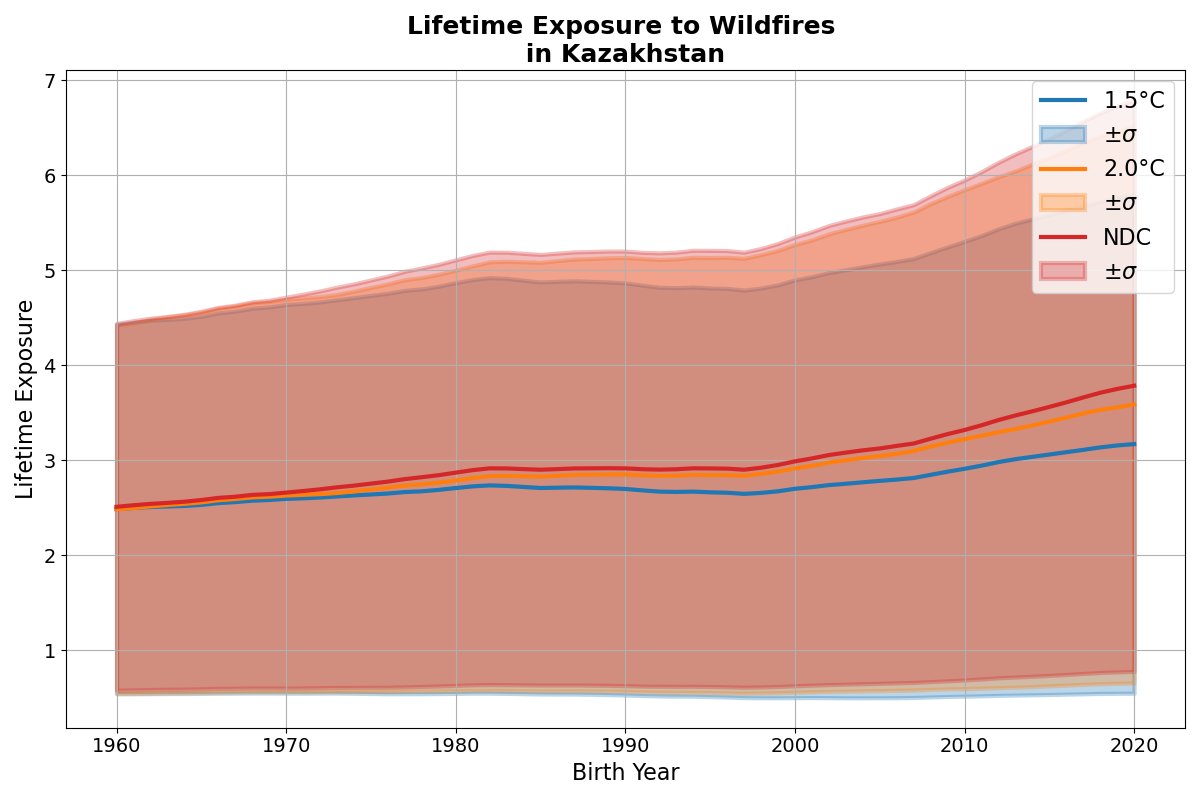 Lifetime Exposure to Wildfires
in Kazakhstan
7
6
5
4
3
2
1
Lifetime Exposure
1.5°C
±σ
2.0°C
±σ
NDC
±σ
1960
1970
1980
1990
2000
2010
2020
Birth Year